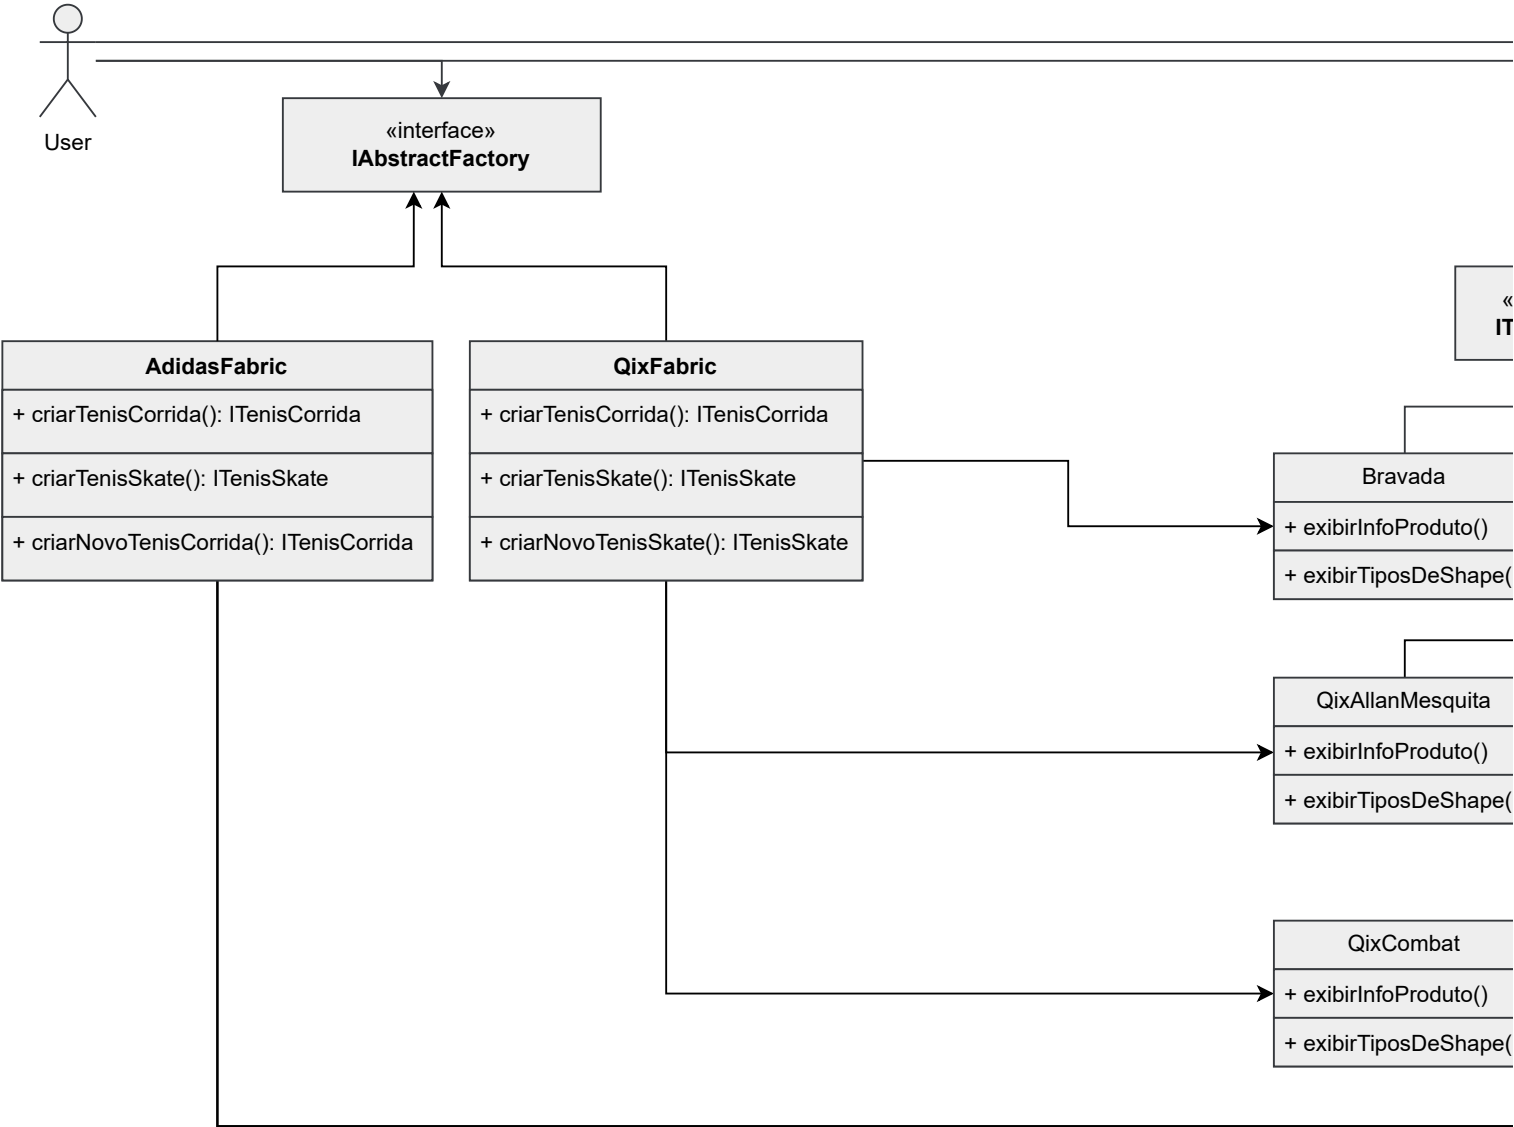 User
«interface»
IAbstractFactory
«
IT
AdidasFabric
+ criarTenisCorrida(): ITenisCorrida
+ criarTenisSkate(): ITenisSkate
+ criarNovoTenisCorrida(): ITenisCorrida
QixFabric
+ criarTenisCorrida(): ITenisCorrida
+ criarTenisSkate(): ITenisSkate
+ criarNovoTenisSkate(): ITenisSkate
Bravada
+ exibirInfoProduto()
+ exibirTiposDeShape(
QixAllanMesquita
+ exibirInfoProduto()
+ exibirTiposDeShape(
QixCombat
+ exibirInfoProduto()
+ exibirTiposDeShape(